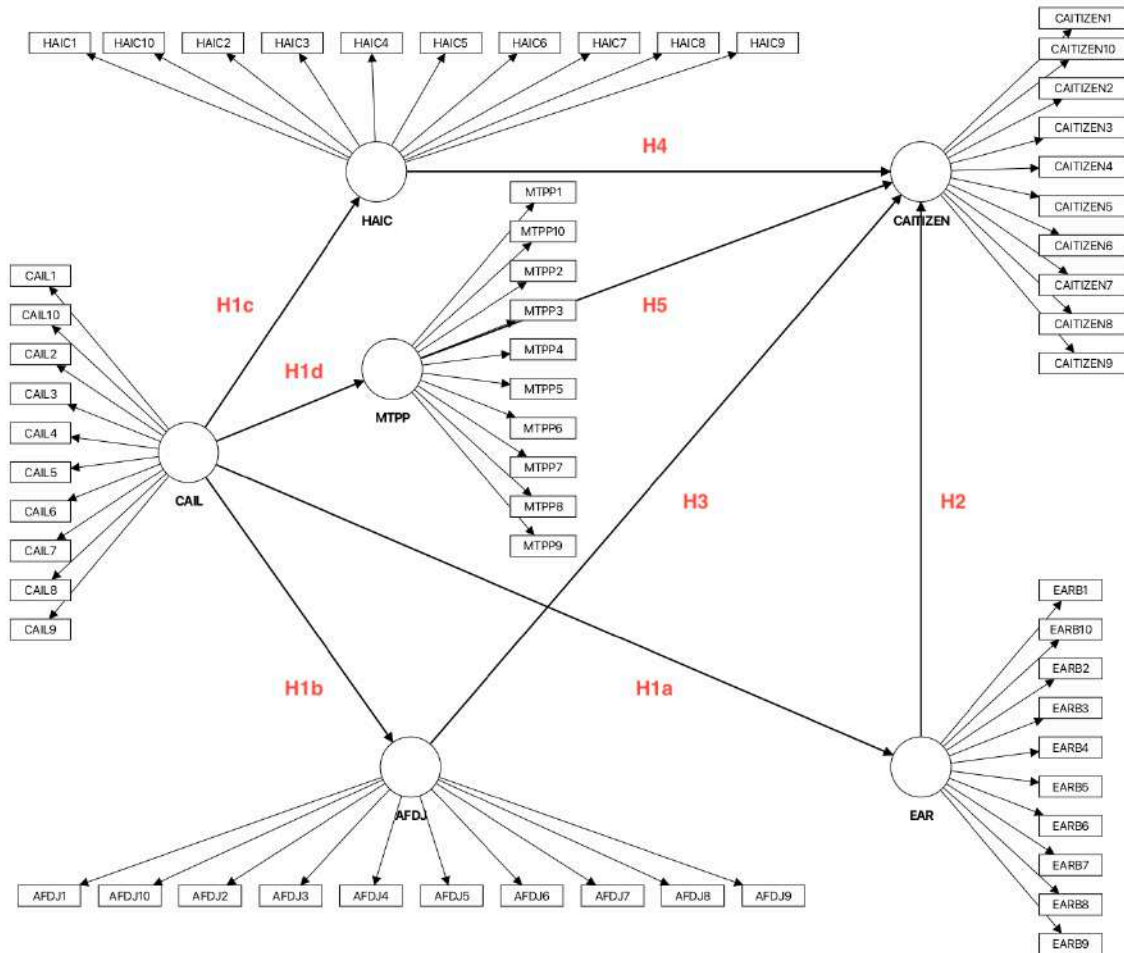 HAIC1 HAIC10 HAIC2 HAIC3 HAIC4 HAIC5 HAIC6 HAIC7 HAIC8 HAIC9
HAIC
H4
CAITIZEN1
CAITIZEN10
CAITIZEN2
CAITIZEN3
CAITIZEN4
CAITIZEN5
CAITIZEN6
CAITIZEN7
CAITIZEN8
CAITIZEN9
CAITIZEN
MTPP1
MTPP10
MTPP2
MTPP3
MTPP4
MTPP5
MTPP6
MTPP7
MTPP8
MTPP9
MTPP
H1c
H5
H1d
CAIL1
CAIL10
CAIL2
CAIL3
CAIL4
CAIL5
CAIL6
CAIL7
CAIL8
CAIL9
CAIL
H3
H2
H1b
H1a
EARB1
EARB10
EARB2
EARB3
EARB4
EARB5
EARB6
EARB7
EARB8
EARB9
EAR
AFDJ
AFDJ1 AFDJ10 AFDJ2 AFDJ3 AFDJ4 AFDJ5 AFDJ6 AFDJ7 AFDJ8 AFDJ9